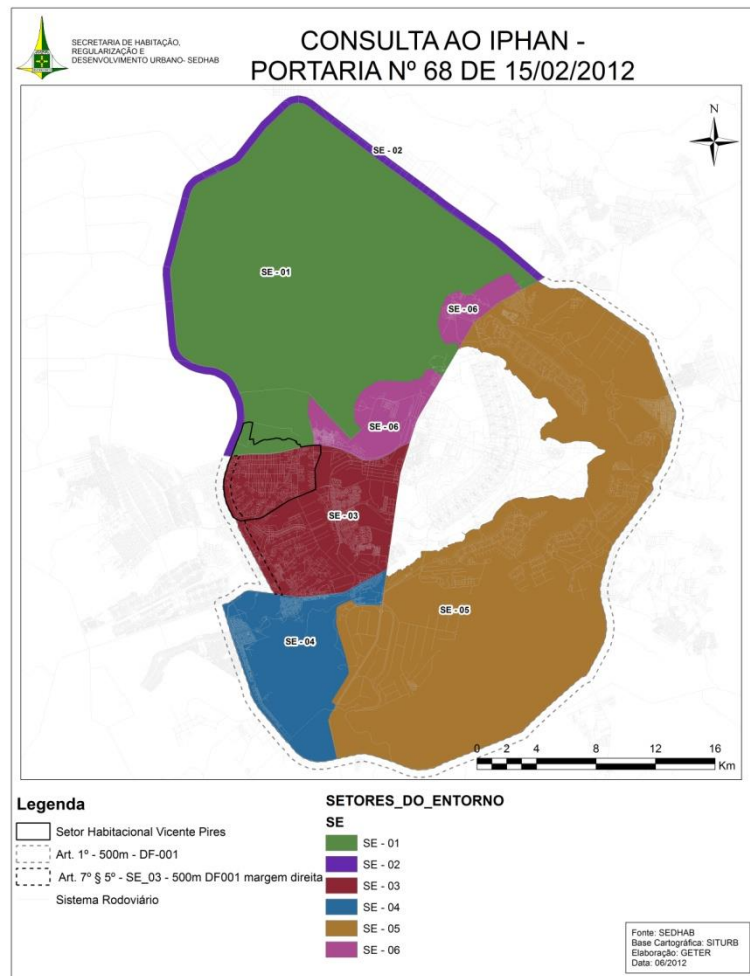 SECRETARIA DE HABITAÇÃO,
REGULARIZAÇÃO E
DESENVOLVIMENTO URBANO- SEDHAB
CONSULTA AO IPHAN -
PORTARIA Nº 68 DE 15/02/2012
N
SE - 02
SE - 01
SE - 06
SE - 06
SE - 03
SE - 05
SE - 04
0 2 4 8 12 16
Km
Legenda
Setor Habitacional Vicente Pires
Art. 1º - 500m - DF-001
Art. 7º § 5º - SE_03 - 500m DF001 margem direita
Sistema Rodoviário
SETORES_DO_ENTORNO
SE
SE - 01
SE - 02
SE - 03
SE - 04
SE - 05
SE - 06
Fonte: SEDHAB
Base Cartográfica: SITURB
Elaboração: GETER
Data: 06/2012